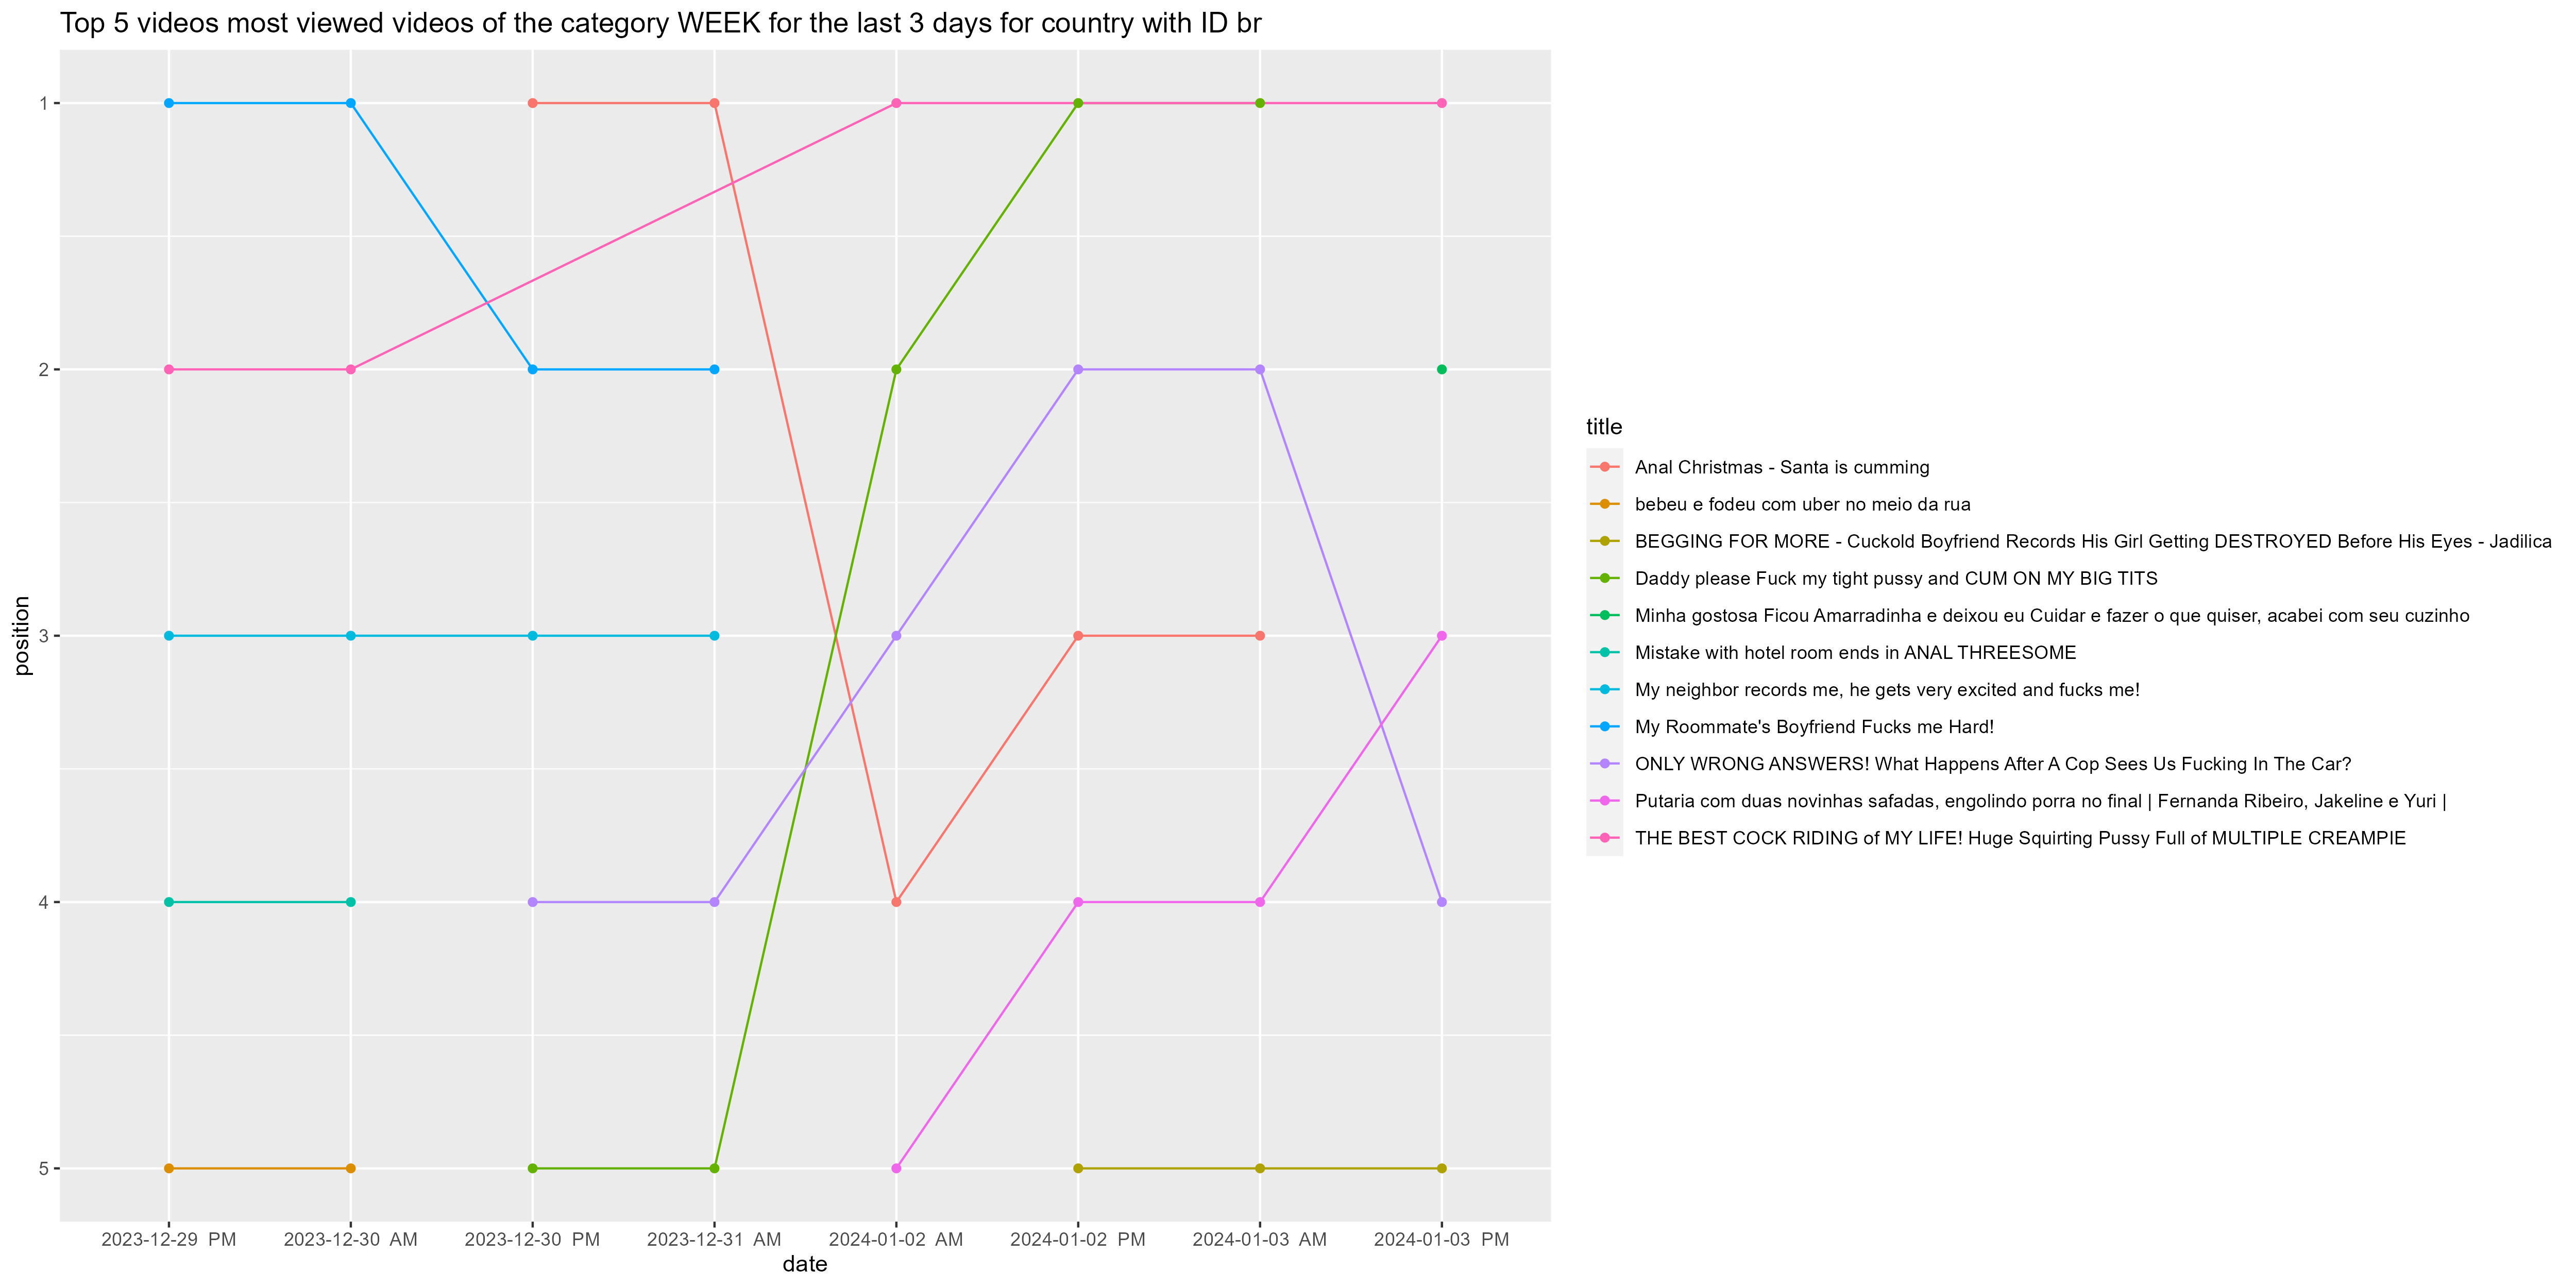 Top 5 videos most viewed videos of the category WEEK for the last 3 days for country with ID br
position
1
2
3
4
5
2023-12-29 PM
2023-12-30 AM
2023-12-30 PM
2023-12-31 AM
2024-01-02 AM
2024-01-02 PM
2024-01-03 AM
2024-01-03 PM
date
title
Anal Christmas - Santa is cumming
bebeu e fodeu com uber no meio da rua
BEGGING FOR MORE - Cuckold Boyfriend Records His Girl Getting DESTROYED Before His Eyes - Jadilica
Daddy please Fuck my tight pussy and CUM ON MY BIG TITS
Minha gostosa Ficou Amarradinha e deixou eu Cuidar e fazer o que quiser, acabei com seu cuzinho
Mistake with hotel room ends in ANAL THREESOME
My neighbor records me, he gets very excited and fucks me!
My Roommate's Boyfriend Fucks me Hard!
ONLY WRONG ANSWERS! What Happens After A Cop Sees Us Fucking In The Car?
Putaria com duas novinhas safadas, engolindo porra no final | Fernanda Ribeiro, Jakeline e Yuri |
THE BEST COCK RIDING of MY LIFE! Huge Squirting Pussy Full of MULTIPLE CREAMPIE